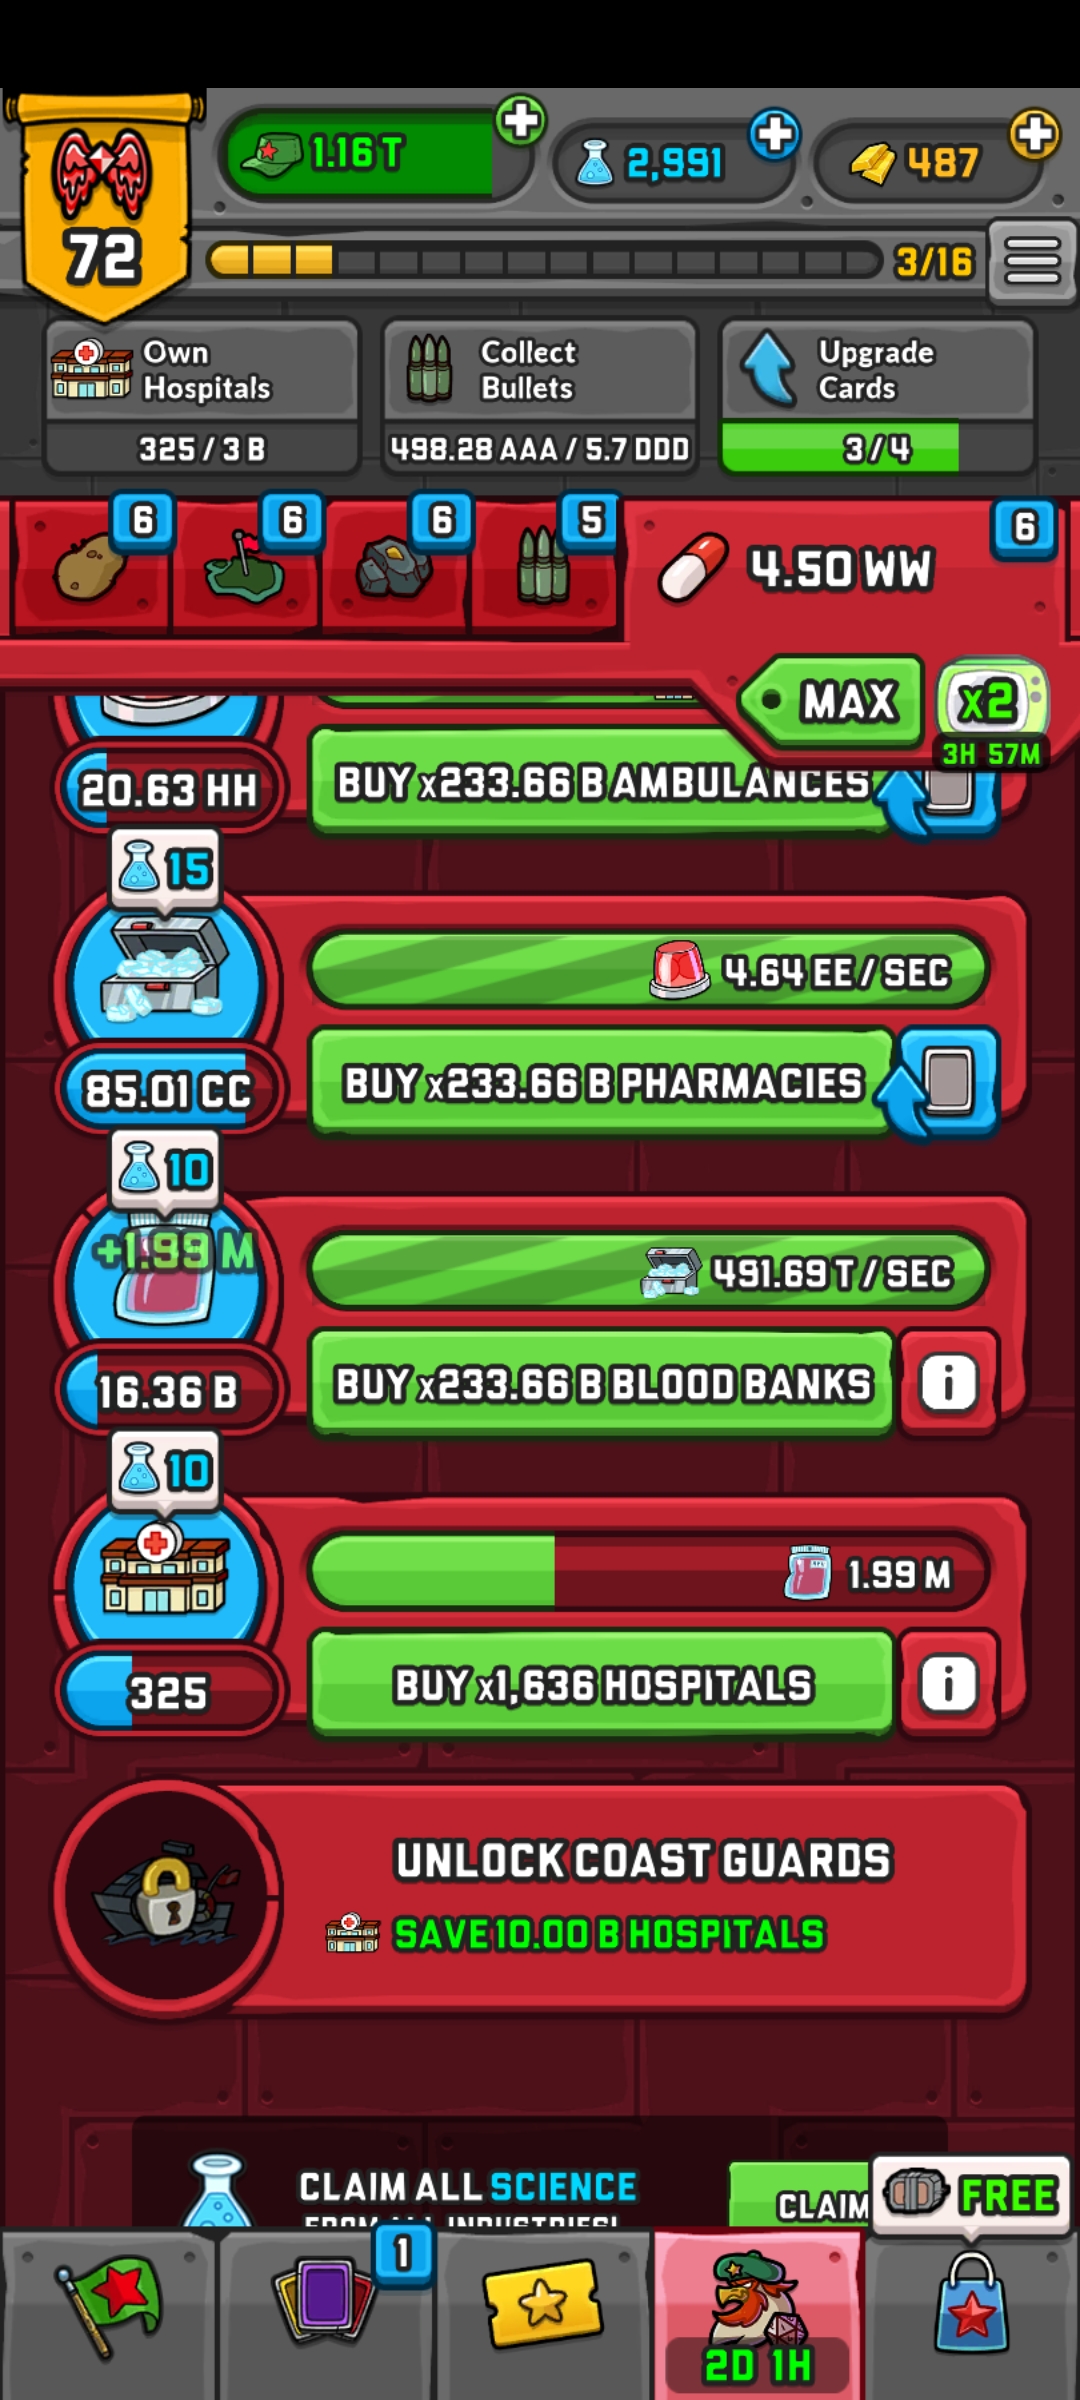 1.16 T
2,991
487
72
3/16
Own
Hospitals
325 / 3 B
Collect
Bullets
498.28 AAA / 5.7 DDD
Upgrade
Cards
3 / 4
6
6
6
5
4.50 WW
6
MAX
x2
3H 57M
20.63 HH
BUY x233.66 B AMBULANCES
15
4.64 EE / SEC
85.01 CC
BUY x233.66 B PHARMACIES
10
+1.99 M
491.69 T / SEC
16.36 B
BUY x233.66 B BLOOD BANKS
i
10
1.99 M
325
BUY x1,636 HOSPITALS
i
UNLOCK COAST GUARDS
SAVE 10.00 B HOSPITALS
CLAIM ALL SCIENCE
FROM ALL INDUSTRIES!
CLAIM
FREE
1
2D 1H